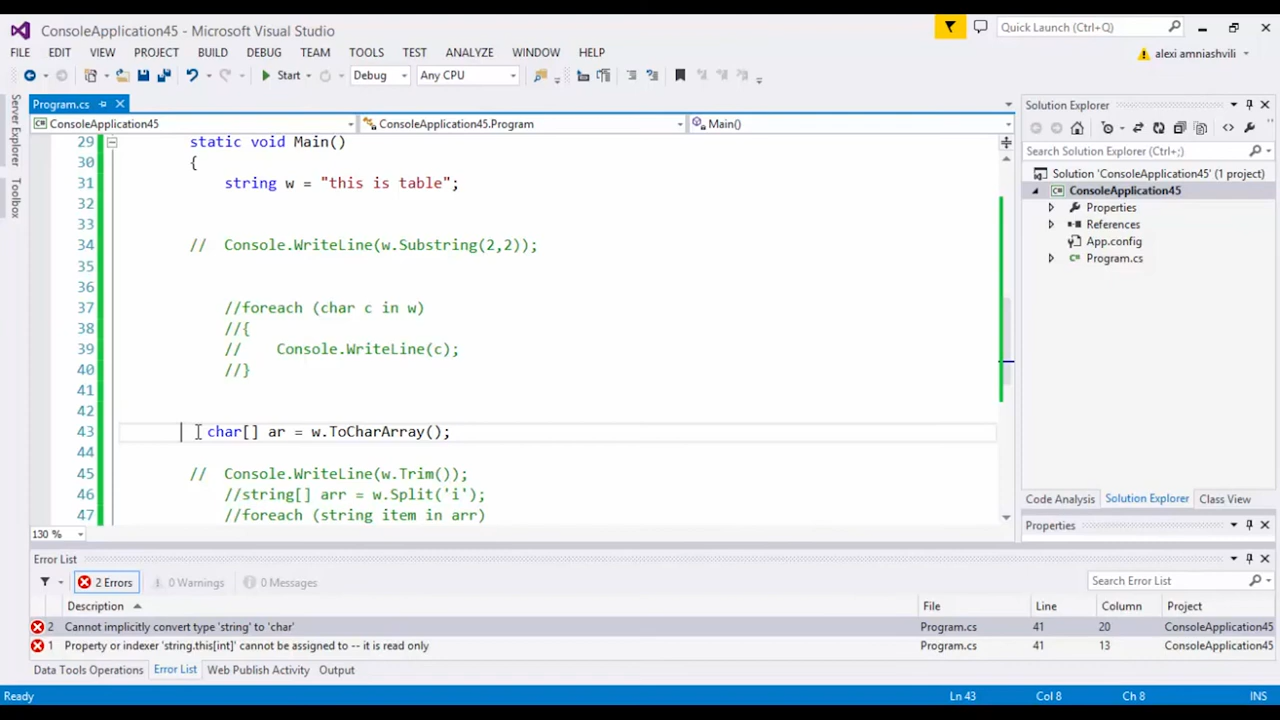 ConsoleApplication45 - Microsoft Visual Studio
Quick Launch (Ctrl+Q)
FILE EDIT VIEW PROJECT BUILD DEBUG TEAM TOOLS TEST ANALYZE WINDOW HELP
alexi amniashvili
Start Debug Any CPU
Server Explorer
Toolbox
Program.cs
ConsoleApplication45
ConsoleApplication45.Program
Main()
29 static void Main()
30 {
31 string w = "this is table";
32
33
34 // Console.WriteLine(w.Substring(2,2));
35
36
37 //foreach (char c in w)
38 //{
39 // Console.WriteLine(c);
40 //}
41
42
43 char[] ar = w.ToCharArray();
44
45 // Console.WriteLine(w.Trim());
46 //string[] arr = w.Split('i');
47 //foreach (string item in arr)
130 %
Solution Explorer
Search Solution Explorer (Ctrl+;)
Solution 'ConsoleApplication45' (1 project)
ConsoleApplication45
Properties
References
App.config
Program.cs
Code Analysis Solution Explorer Class View
Properties
Error List
2 Errors 0 Warnings 0 Messages
Search Error List
Description File Line Column Project
2 Cannot implicitly convert type 'string' to 'char' Program.cs 41 20 ConsoleApplication45
1 Property or indexer 'string.this[int]' cannot be assigned to -- it is read only Program.cs 41 13 ConsoleApplication45
Data Tools Operations Error List Web Publish Activity Output
Ready Ln 43 Col 8 Ch 8 INS